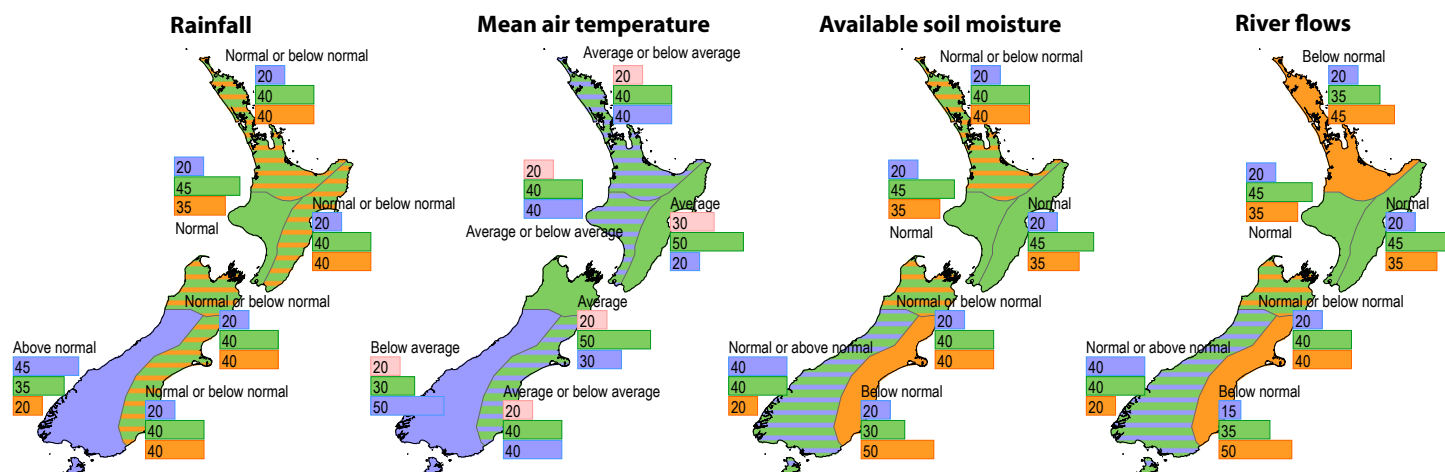 Rainfall
Normal or below normal
20
40
40
20
45
35
Normal
Normal or below normal
20
40
40
Normal or below normal
20
40
40
Above normal
45
35
20
Normal or below normal
20
40
40
Mean air temperature
Average or below average
20
40
40
20
40
40
Average or below average
Average
30
50
20
Average
20
50
30
Below average
20
30
50
Average or below average
20
40
40
Available soil moisture
Normal or below normal
20
40
40
20
45
35
Normal
Normal
20
45
35
Normal or below normal
20
40
40
Normal or above normal
40
40
20
Below normal
20
30
50
River flows
Below normal
20
35
45
20
45
35
Normal
Normal
20
45
35
Normal or below normal
20
40
40
Normal or above normal
40
40
20
Below normal
15
35
50